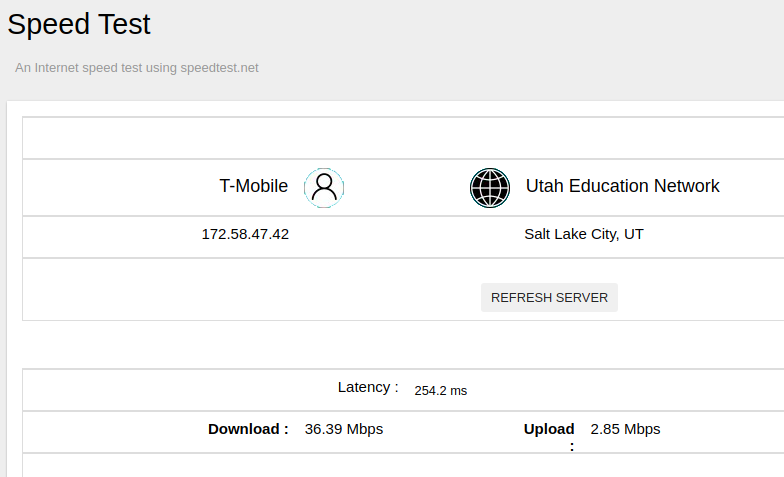 Speed Test
An Internet speed test using speedtest.net
T-Mobile
Utah Education Network
172.58.47.42
Salt Lake City, UT
REFRESH SERVER
Latency : 254.2 ms
Download : 36.39 Mbps
Upload : 2.85 Mbps